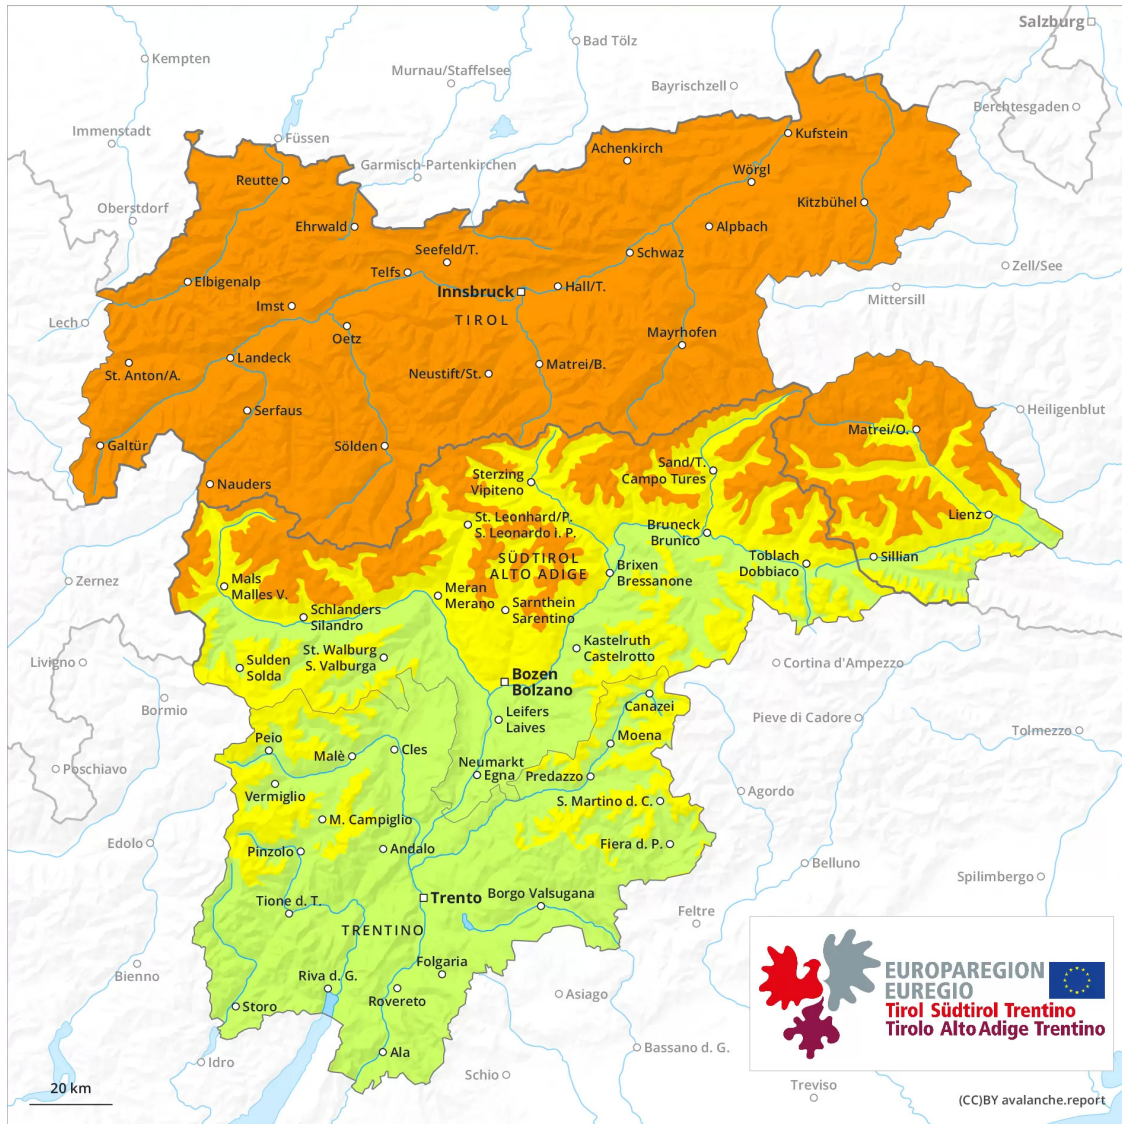 Salzburg
Bad Tölz
Kempten
Murnau/Staffelsee
Bayrischzell
Berchtesgaden
Immenstadt
Füssen
Kufstein
Achenkirch
Garmisch-Partenkirchen
Wörgl
Reutte
Kitzbühel
Oberstdorf
Ehrwald
Alpbach
Seefeld/T.
Schwaz
Zell/See
Telfs
Elbigenalp
Innsbruck
Hall/T.
Mittersill
Imst
TIROL
Lech
Oetz
Mayrhofen
Landeck
Matrei/B.
St. Anton/A.
Neustift/St.
Serfaus
Heiligenblut
Matrei/O.
Galtür
Sölden
Sterzing
Vipiteno
Sand/T.
Campo Tures
Nauders
St. Leonhard/P.
S. Leonardo i. P.
Lienz
Bruneck
Brunico
SÜDTIROL
ALTO ADIGE
Toblach
Dobbiaco
Sillian
Brixen
Bressanone
Zernez
Mals
Malles V.
Meran
Merano
Schlanders
Silandro
Sarnthein
Sarentino
Kastelruth
Castelrotto
St. Walburg
S. Valburga
Livigno
Sulden
Solda
Cortina d'Ampezzo
Bozen
Bolzano
Bormio
Canazei
Leifers
Laives
Pieve di Cadore
Tolmezzo
Peio
Moena
Malè
Cles
Poschiavo
Neumarkt
Egna
Predazzo
Vermiglio
Agordo
S. Martino d. C.
M. Campiglio
Edolo
Pinzolo
Andalo
Fiera d. P.
Belluno
Spilimbergo
Tione d. T.
Trento
Borgo Valsugana
Feltre
TRENTINO
Folgaria
Bienno
Riva d. G.
Asiago
Storo
Rovereto
EUROPAREGION
EUREGIO
Tirol Südtirol Trentino
Tirolo Alto Adige Trentino
Ala
Bassano d. G.
Idro
Schio
Treviso
20 km
(CC)BY avalanche.report